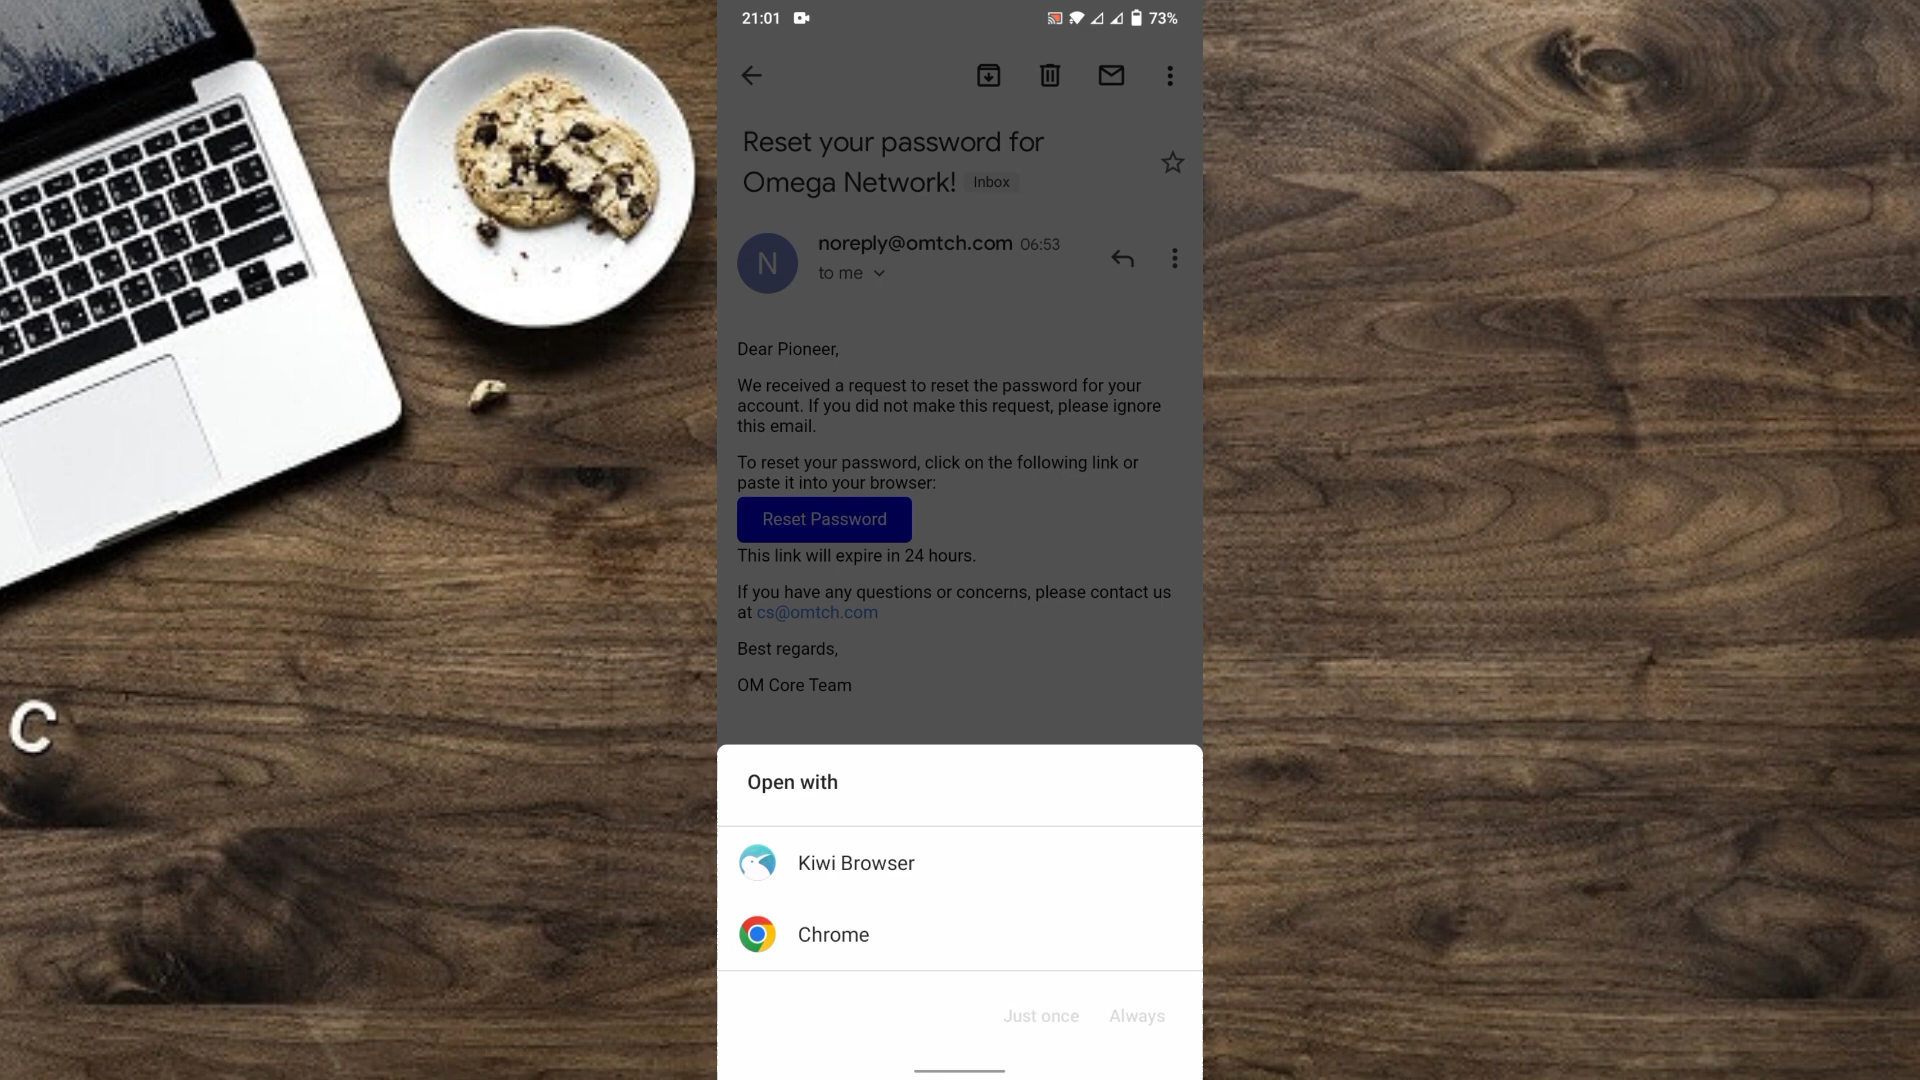 21:01
73%
Reset your password for
Omega Network! Inbox
N
noreply@omtch.com 06:53
to me
Dear Pioneer,
We received a request to reset the password for your
account. If you did not make this request, please ignore
this email.
To reset your password, click on the following link or
paste it into your browser:
Reset Password
This link will expire in 24 hours.
If you have any questions or concerns, please contact us
at cs@omtch.com
Best regards,
OM Core Team
C
Open with
Kiwi Browser
Chrome
Just once Always